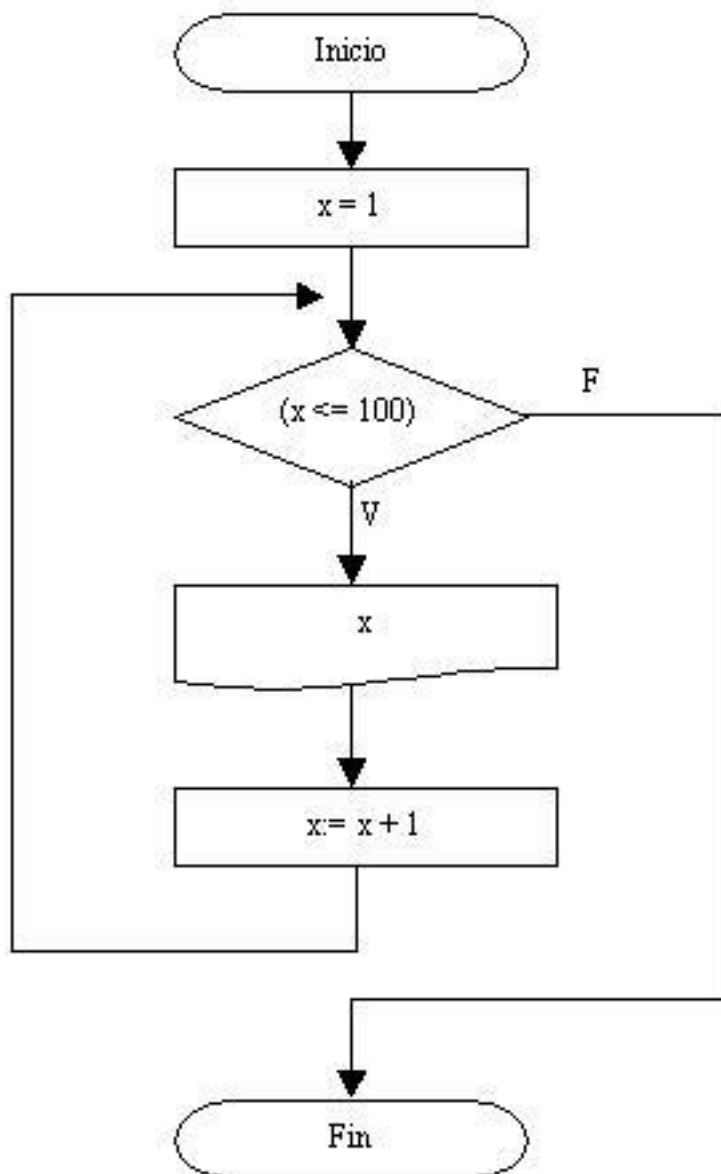 Inicio
x = 1
(x <= 100)
F
V
x
x:= x + 1
Fin